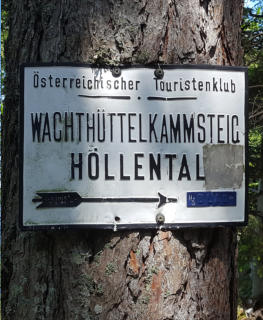 Österreichischer Touristenklub
WACHTHÜTTELKAMMSTEIG
HÖLLENTAL